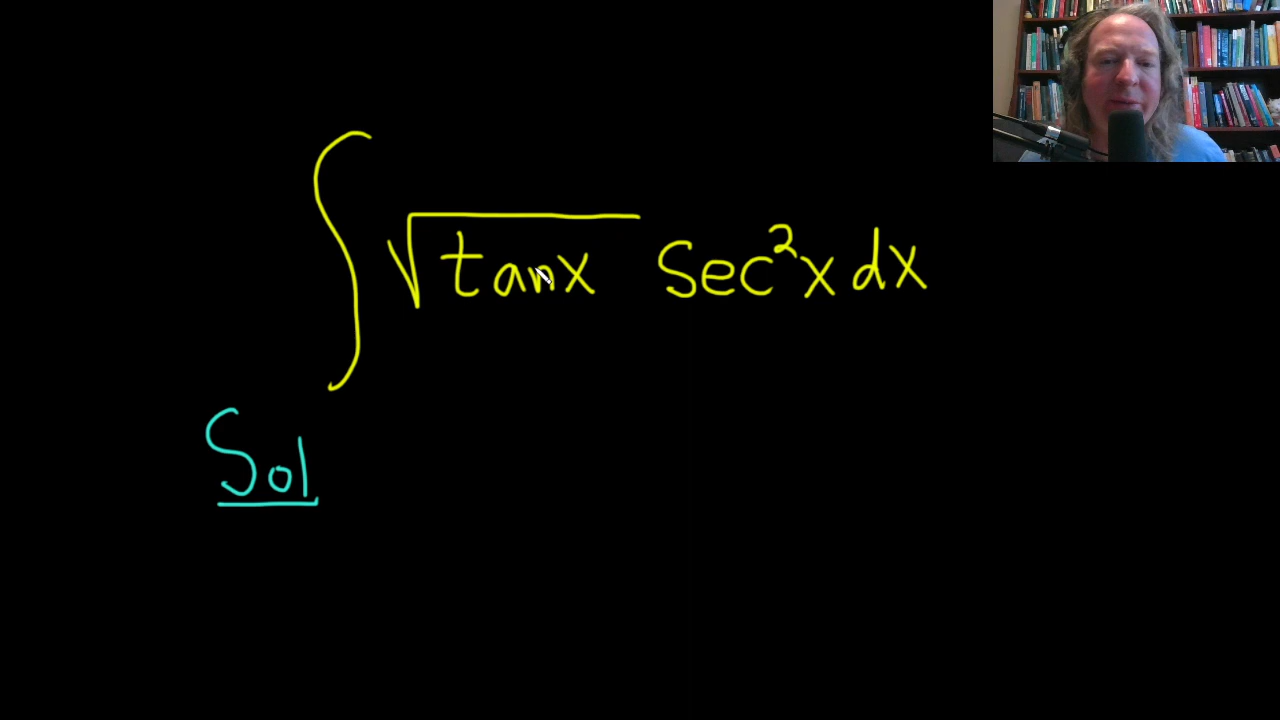 ∫ √tanx sec²x dx
Sol